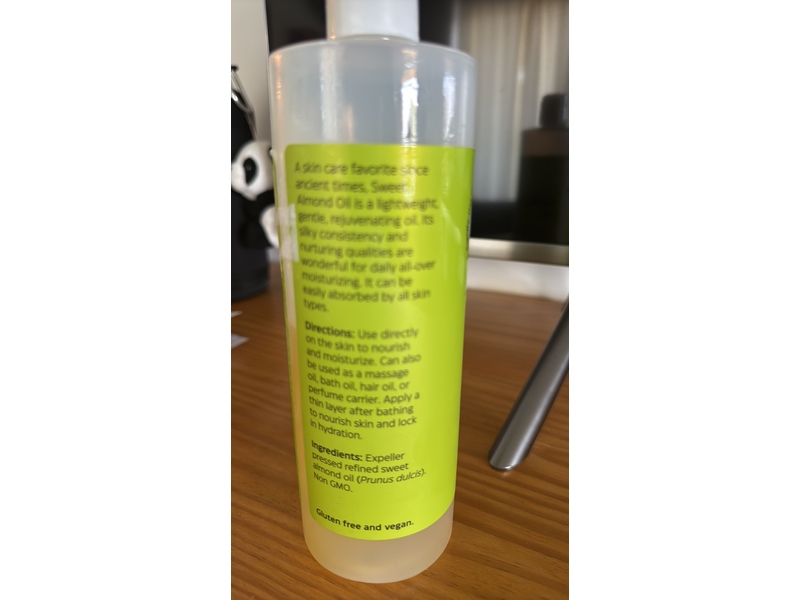 A skin care favorite since
ancient times, Sweet
Almond Oil is a lightweight,
gentle, rejuvenating oil. Its
silky consistency and
nurturing qualities are
wonderful for daily all-over
moisturizing. It can be
easily absorbed by all skin
types.
Directions: Use directly
on the skin to nourish
and moisturize. Can also
be used as a massage
oil, bath oil, hair oil, or
perfume carrier. Apply a
thin layer after bathing
to nourish skin and lock
in hydration.
Ingredients: Expeller
pressed refined sweet
almond oil (Prunus dulcis).
Non GMO.
Gluten free and vegan.